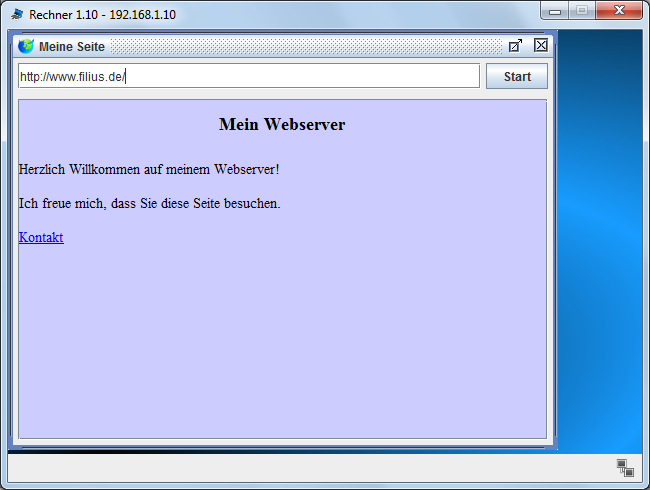 Rechner 1.10 - 192.168.1.10
Meine Seite
http://www.filius.de/
Start
Mein Webserver
Herzlich Willkommen auf meinem Webserver!
Ich freue mich, dass Sie diese Seite besuchen.
Kontakt